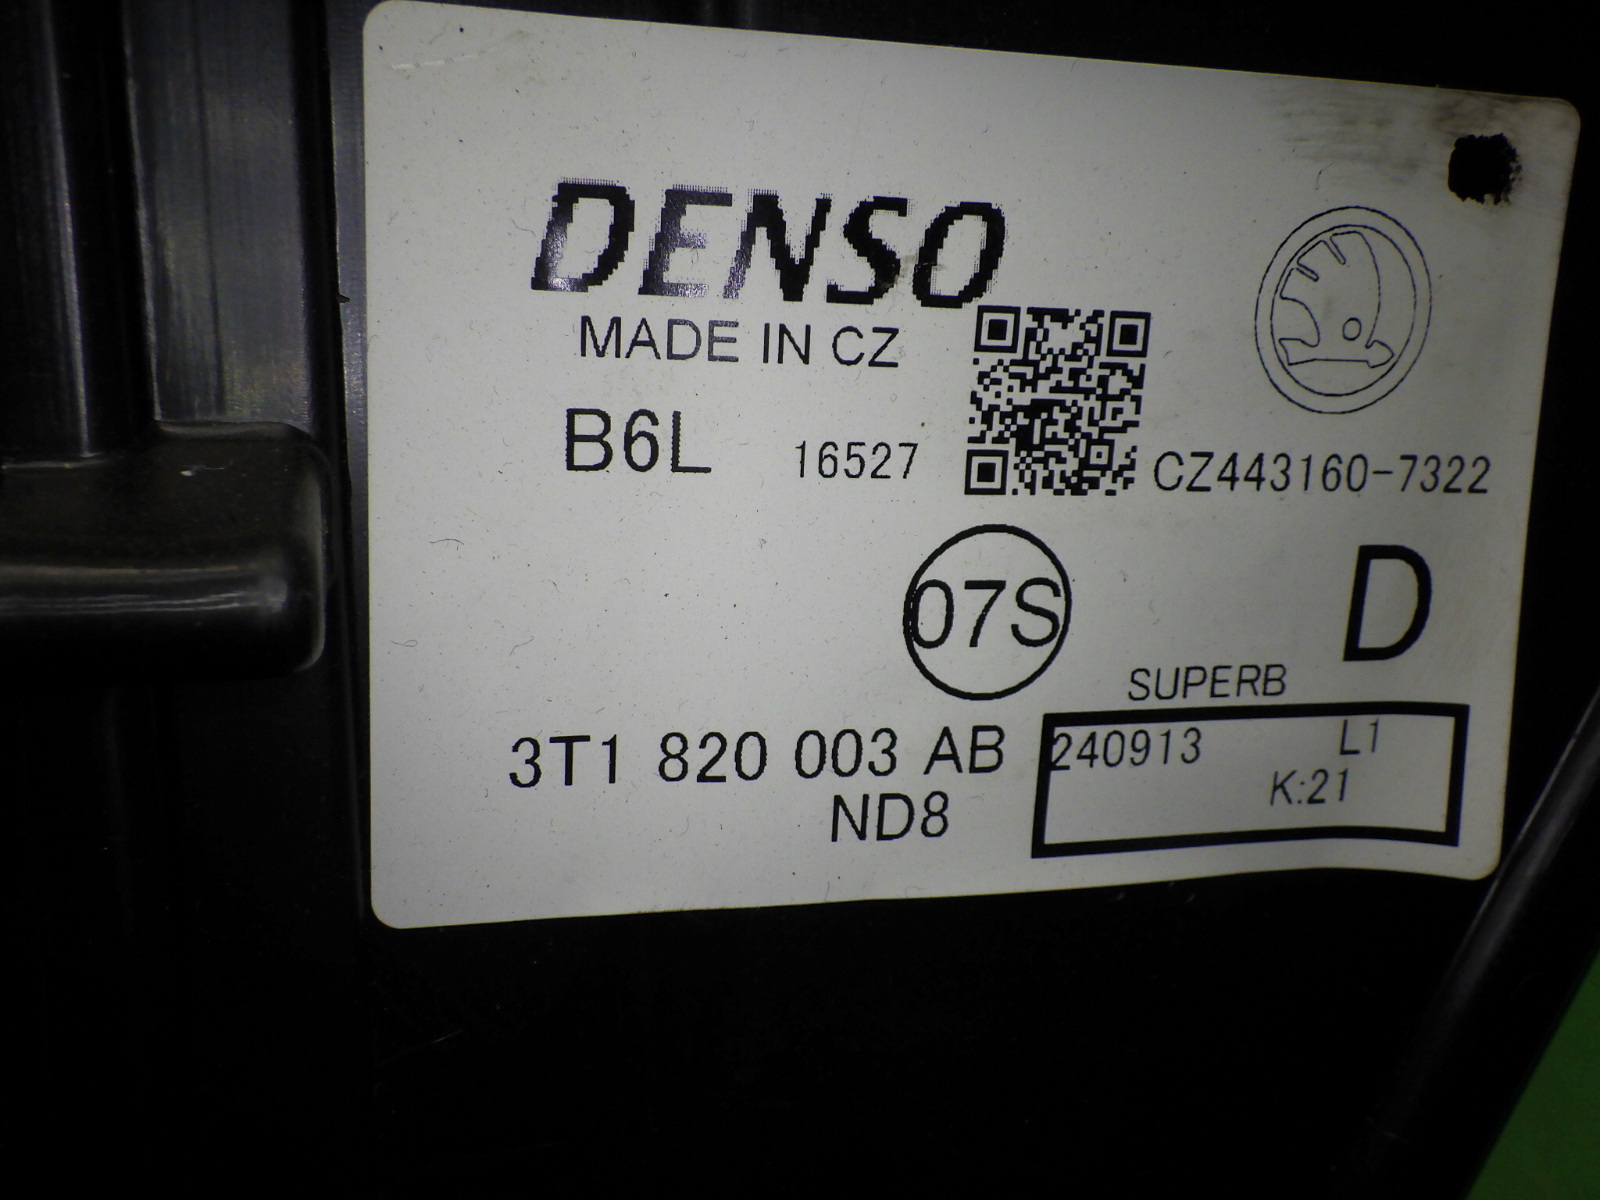 DENSO
MADE IN CZ
B6L 16527 CZ443160-7322
07S D
SUPERB
3T1 820 003 AB 240913 L1
ND8 K:21